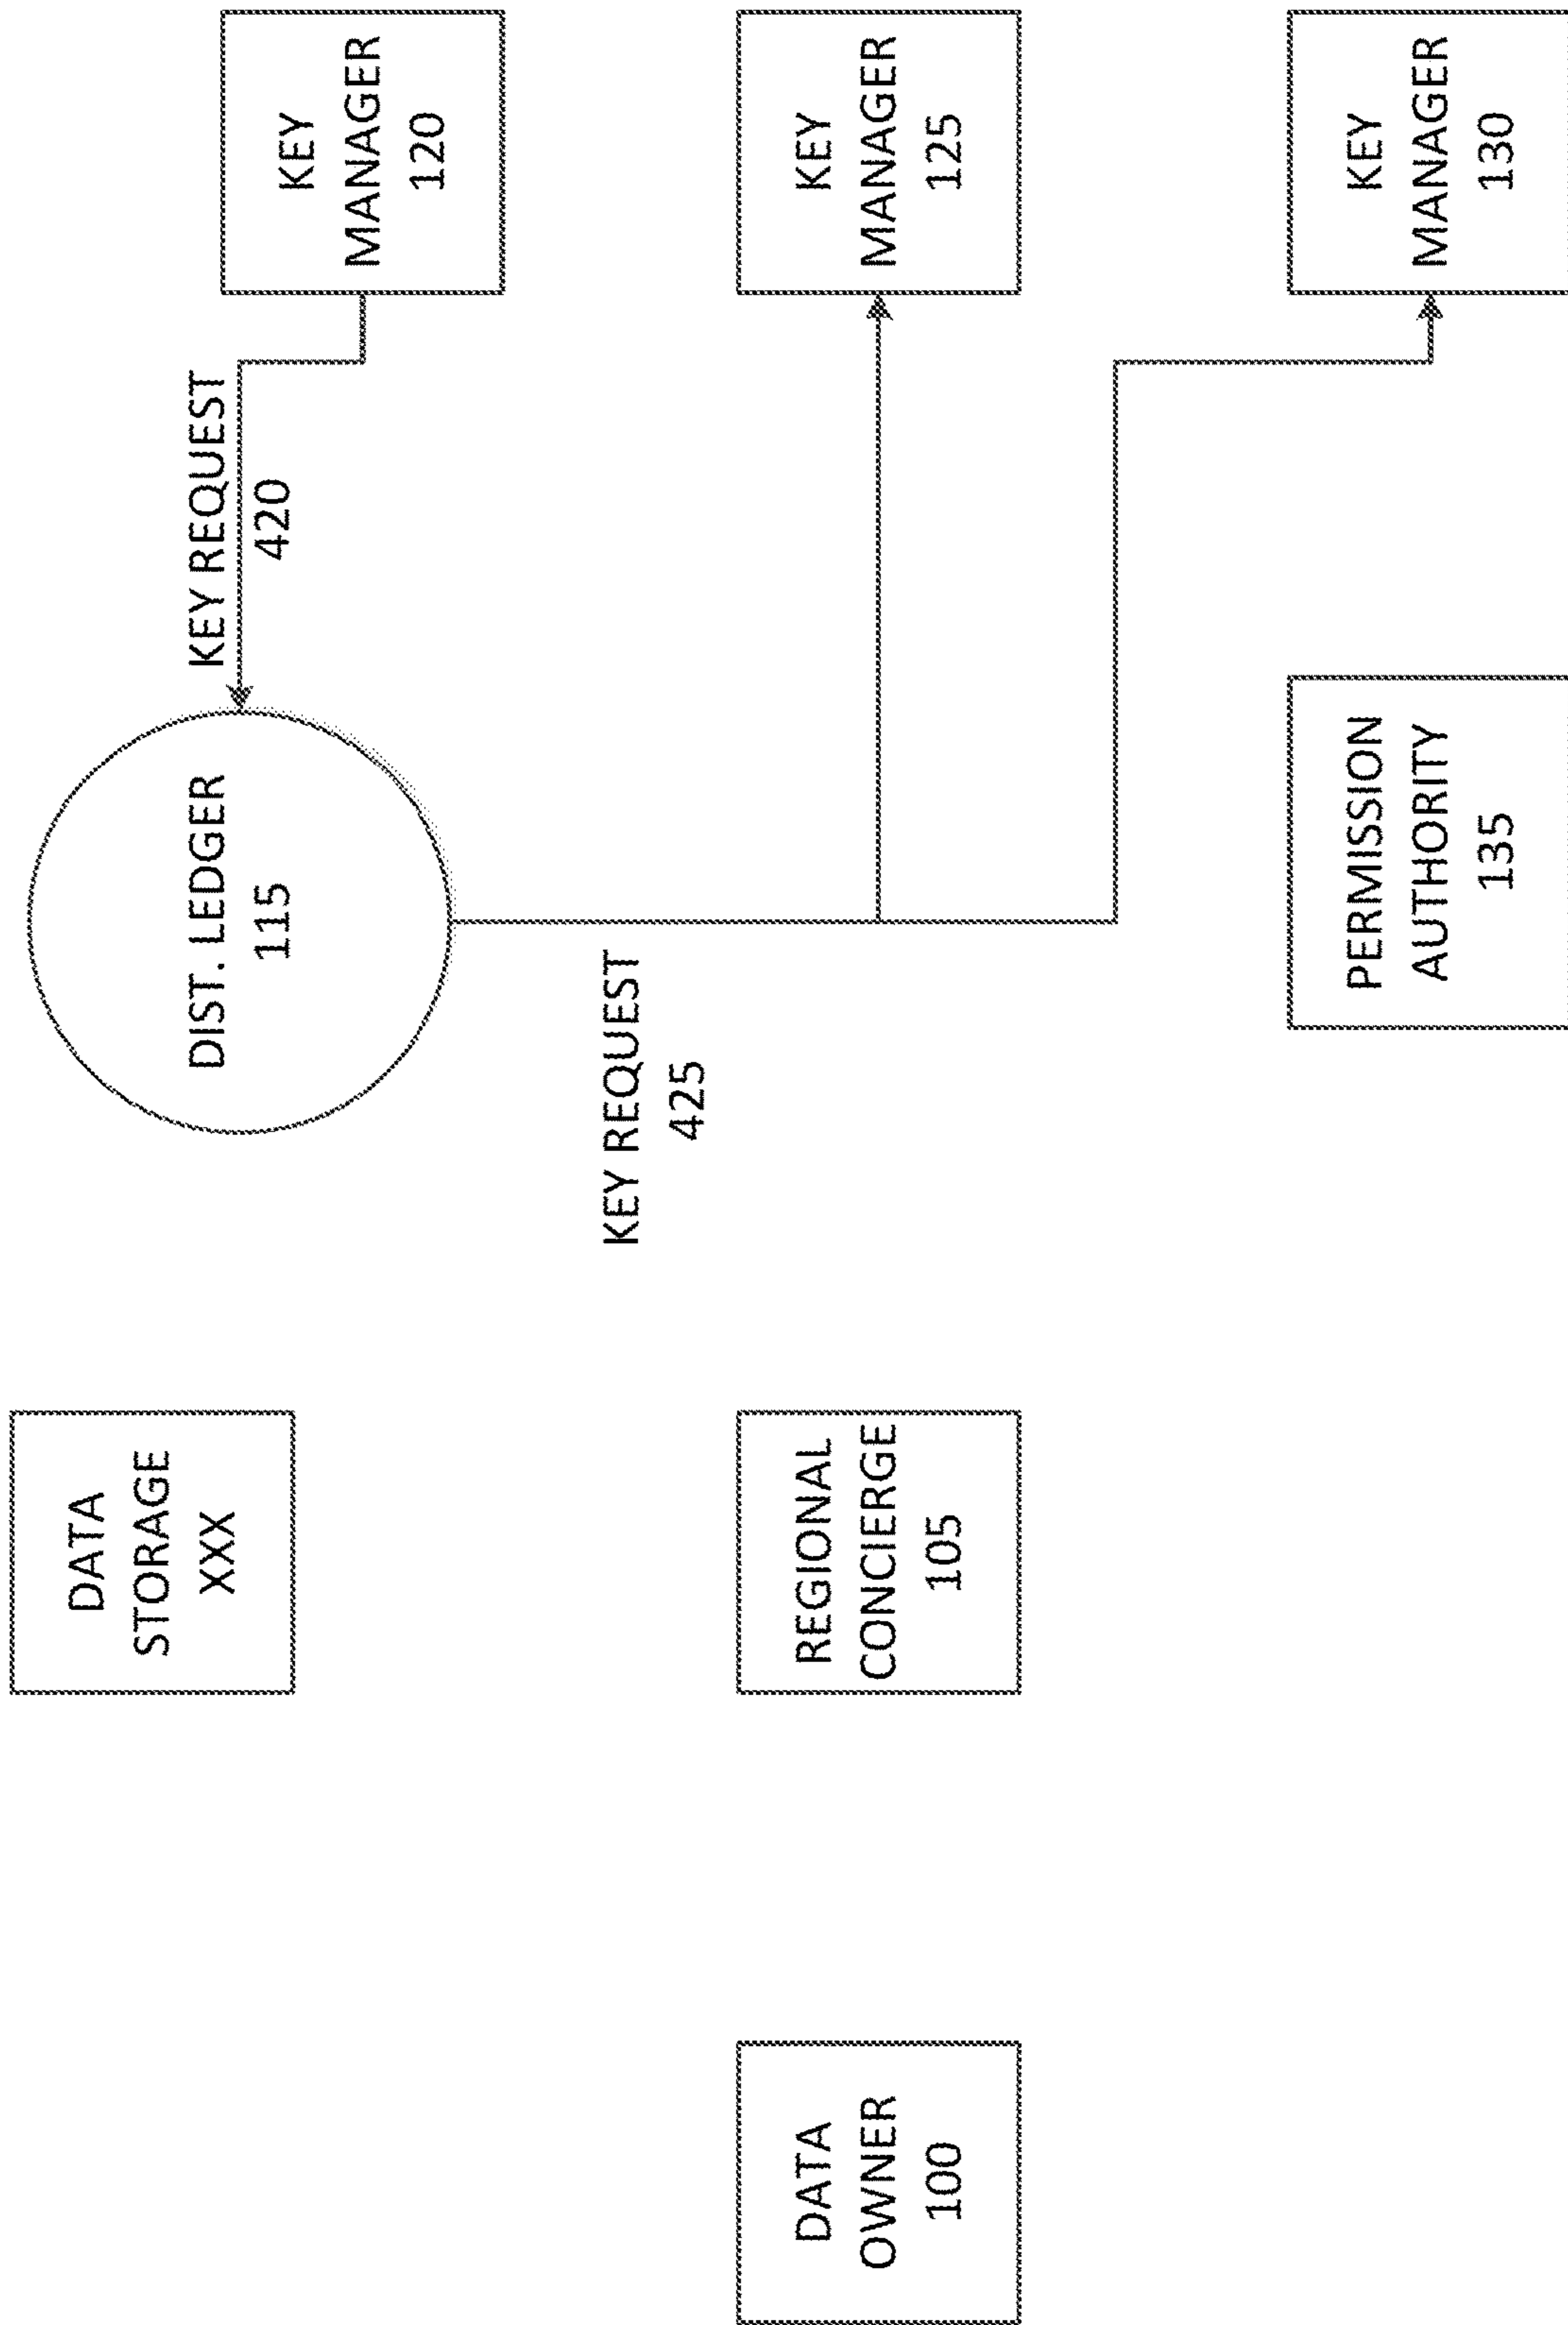 DATA
STORAGE
XXX
DIST. LEDGER
115
KEY REQUEST
420
KEY
MANAGER
120
KEY REQUEST
425
DATA
OWNER
100
REGIONAL
CONCIERGE
105
KEY
MANAGER
125
PERMISSION
AUTHORITY
135
KEY
MANAGER
130